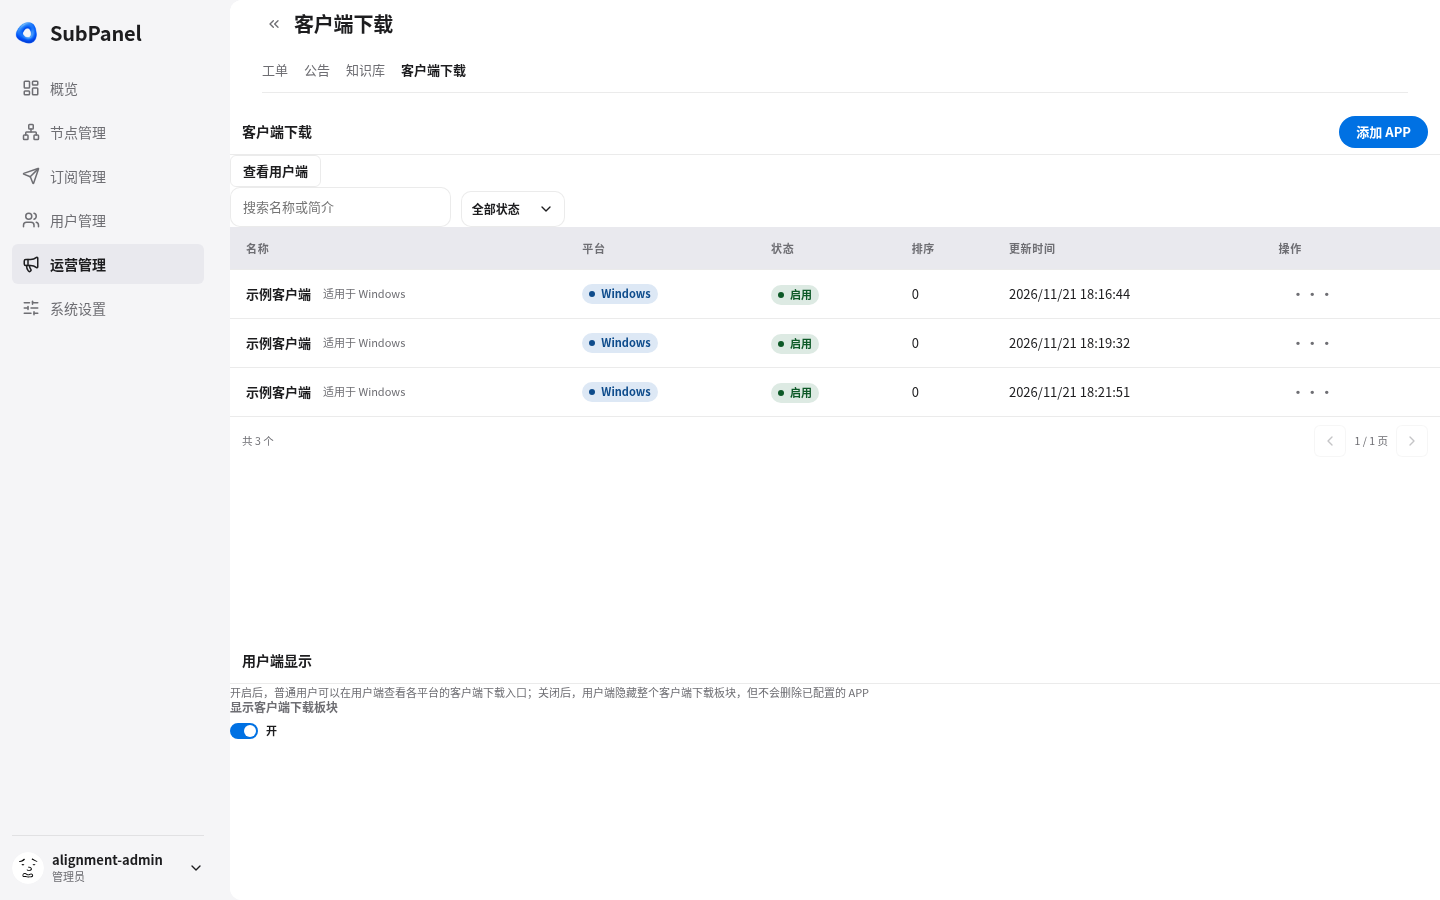 SubPanel
概览
节点管理
订阅管理
用户管理
运营管理
系统设置
alignment-admin
管理员
客户端下载
工单 公告 知识库 客户端下载
客户端下载 添加 APP
查看用户端
搜索名称或简介 全部状态
名称 平台 状态 排序 更新时间 操作
示例客户端 适用于 Windows Windows 启用 0 2026/11/21 18:16:44
示例客户端 适用于 Windows Windows 启用 0 2026/11/21 18:19:32
示例客户端 适用于 Windows Windows 启用 0 2026/11/21 18:21:51
共 3 个 1 / 1 页
用户端显示
开启后，普通用户可以在用户端查看各平台的客户端下载入口；关闭后，用户端隐藏整个客户端下载板块，但不会删除已配置的 APP
显示客户端下载板块
开